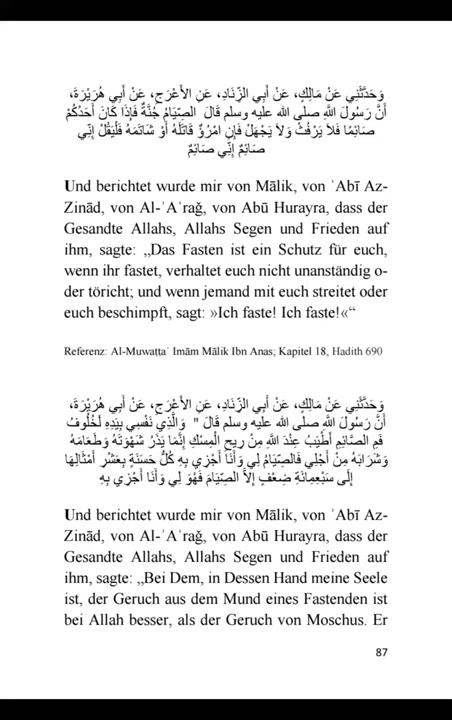 وَحَدَّثَنِي عَنْ مَالِكٍ، عَنْ أَبِي الزِّنَادِ، عَنِ الأَعْرَجِ، عَنْ أَبِي هُرَيْرَةَ،
أَنَّ رَسُولَ اللَّهِ صلى الله عليه وسلم قَالَ الصِّيَامُ جُنَّةٌ فَإِذَا كَانَ أَحَدُكُمْ
صَائِمًا فَلاَ يَرْفُثْ وَلاَ يَجْهَلْ فَإِنِ امْرُؤٌ قَاتَلَهُ أَوْ شَاتَمَهُ فَلْيَقُلْ إِنِّي
صَائِمٌ إِنِّي صَائِمٌ
Und berichtet wurde mir von Mālik, von ʾAbī Az-
Zinād, von Al-ʾAʿraǧ, von Abū Hurayra, dass der
Gesandte Allahs, Allahs Segen und Frieden auf
ihm, sagte: „Das Fasten ist ein Schutz für euch,
wenn ihr fastet, verhaltet euch nicht unanständig o-
der töricht; und wenn jemand mit euch streitet oder
euch beschimpft, sagt: »Ich faste! Ich faste!«“
Referenz: Al-Muwaṭṭaʾ Imām Mālik Ibn Anas; Kapitel 18, Hadith 690
وَحَدَّثَنِي عَنْ مَالِكٍ، عَنْ أَبِي الزِّنَادِ، عَنِ الأَعْرَجِ، عَنْ أَبِي هُرَيْرَةَ،
أَنَّ رَسُولَ اللَّهِ صلى الله عليه وسلم قَالَ " وَالَّذِي نَفْسِي بِيَدِهِ لَخُلُوفُ
فَمِ الصَّائِمِ أَطْيَبُ عِنْدَ اللَّهِ مِنْ رِيحِ الْمِسْكِ إِنَّمَا يَذَرُ شَهْوَتَهُ وَطَعَامَهُ
وَشَرَابَهُ مِنْ أَجْلِي فَالصِّيَامُ لِي وَأَنَا أَجْزِي بِهِ كُلُّ حَسَنَةٍ بِعَشْرِ أَمْثَالِهَا
إِلَى سَبْعِمِائَةِ ضِعْفٍ إِلاَّ الصِّيَامَ فَهُوَ لِي وَأَنَا أَجْزِي بِهِ
Und berichtet wurde mir von Mālik, von ʾAbī Az-
Zinād, von Al-ʾAʿraǧ, von Abū Hurayra, dass der
Gesandte Allahs, Allahs Segen und Frieden auf
ihm, sagte: „Bei Dem, in Dessen Hand meine Seele
ist, der Geruch aus dem Mund eines Fastenden ist
bei Allah besser, als der Geruch von Moschus. Er
87